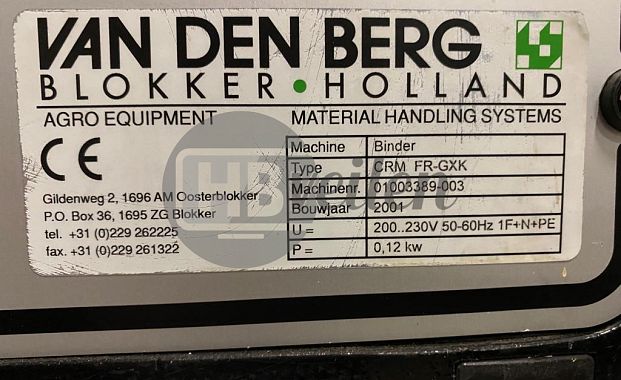 VAN DEN BERG
BLOKKER • HOLLAND
AGRO EQUIPMENT MATERIAL HANDLING SYSTEMS
CE
Gildenweg 2, 1696 AM Oosterblokker
P.O. Box 36, 1695 ZG Blokker
tel. +31 (0)229 262225
fax. +31 (0)229 261322
Machine Binder
Type CRM FR-GXK
Machinenr. 01003389-003
Bouwjaar 2001
U = 200..230V 50-60Hz 1F+N+PE
P = 0,12 kw
HB veilen